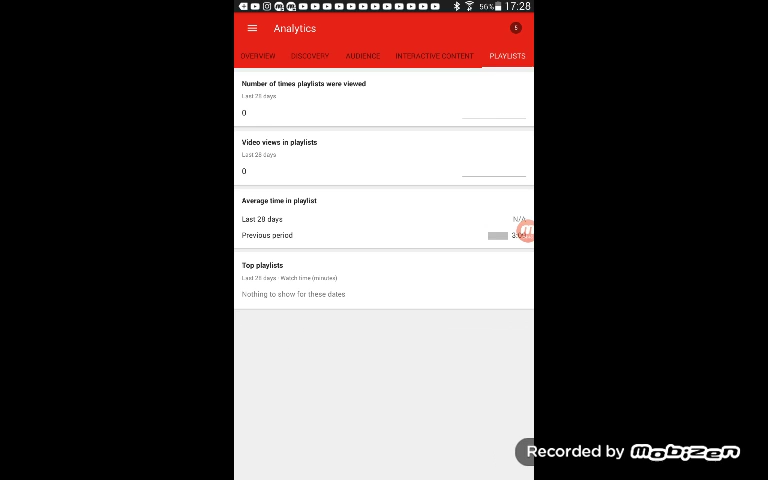 56% 17:28
Analytics
5
OVERVIEW DISCOVERY AUDIENCE INTERACTIVE CONTENT PLAYLISTS
Number of times playlists were viewed
Last 28 days
0
Video views in playlists
Last 28 days
0
Average time in playlist
Last 28 days N/A
Previous period
Top playlists
Last 28 days · Watch time (minutes)
Nothing to show for these dates
Recorded by mobizen